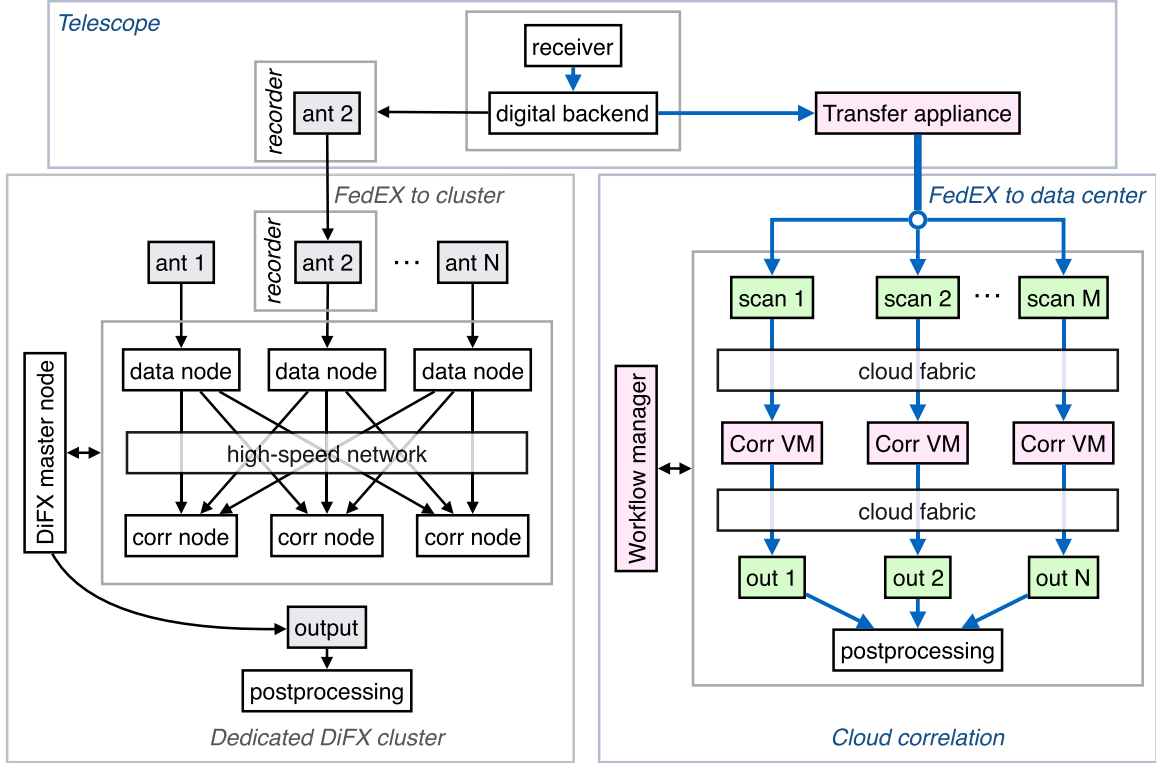 Telescope
receiver
digital backend
recorder
ant 2
Transfer appliance
FedEX to cluster
recorder
ant 1
ant 2
...
ant N
data node
data node
data node
DiFX master node
high-speed network
corr node
corr node
corr node
output
postprocessing
Dedicated DiFX cluster
FedEX to data center
scan 1
scan 2
...
scan M
cloud fabric
Workflow manager
Corr VM
Corr VM
Corr VM
cloud fabric
out 1
out 2
out N
postprocessing
Cloud correlation